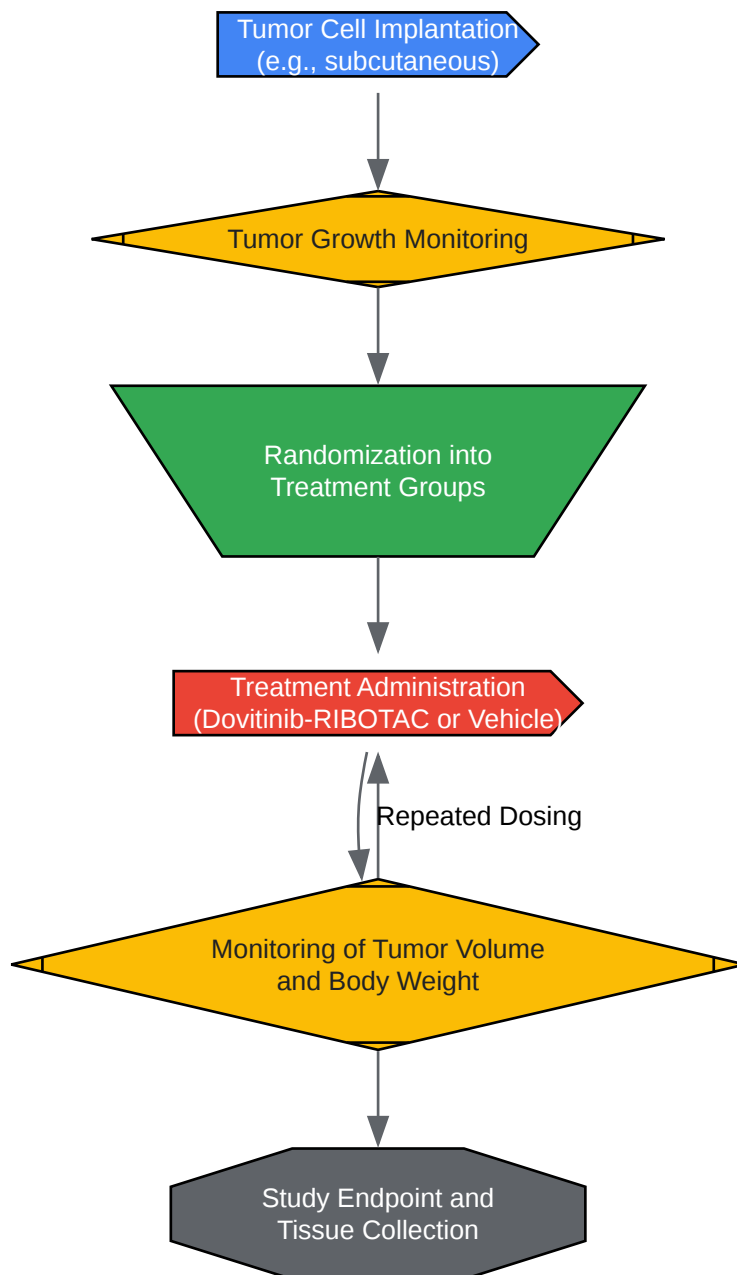 Tumor Cell Implantation
(e.g., subcutaneous)
Tumor Growth Monitoring
Randomization into
Treatment Groups
Treatment Administration
(Dovitinib-RIBOTAC or Vehicle)
Repeated Dosing
Monitoring of Tumor Volume
and Body Weight
Study Endpoint and
Tissue Collection